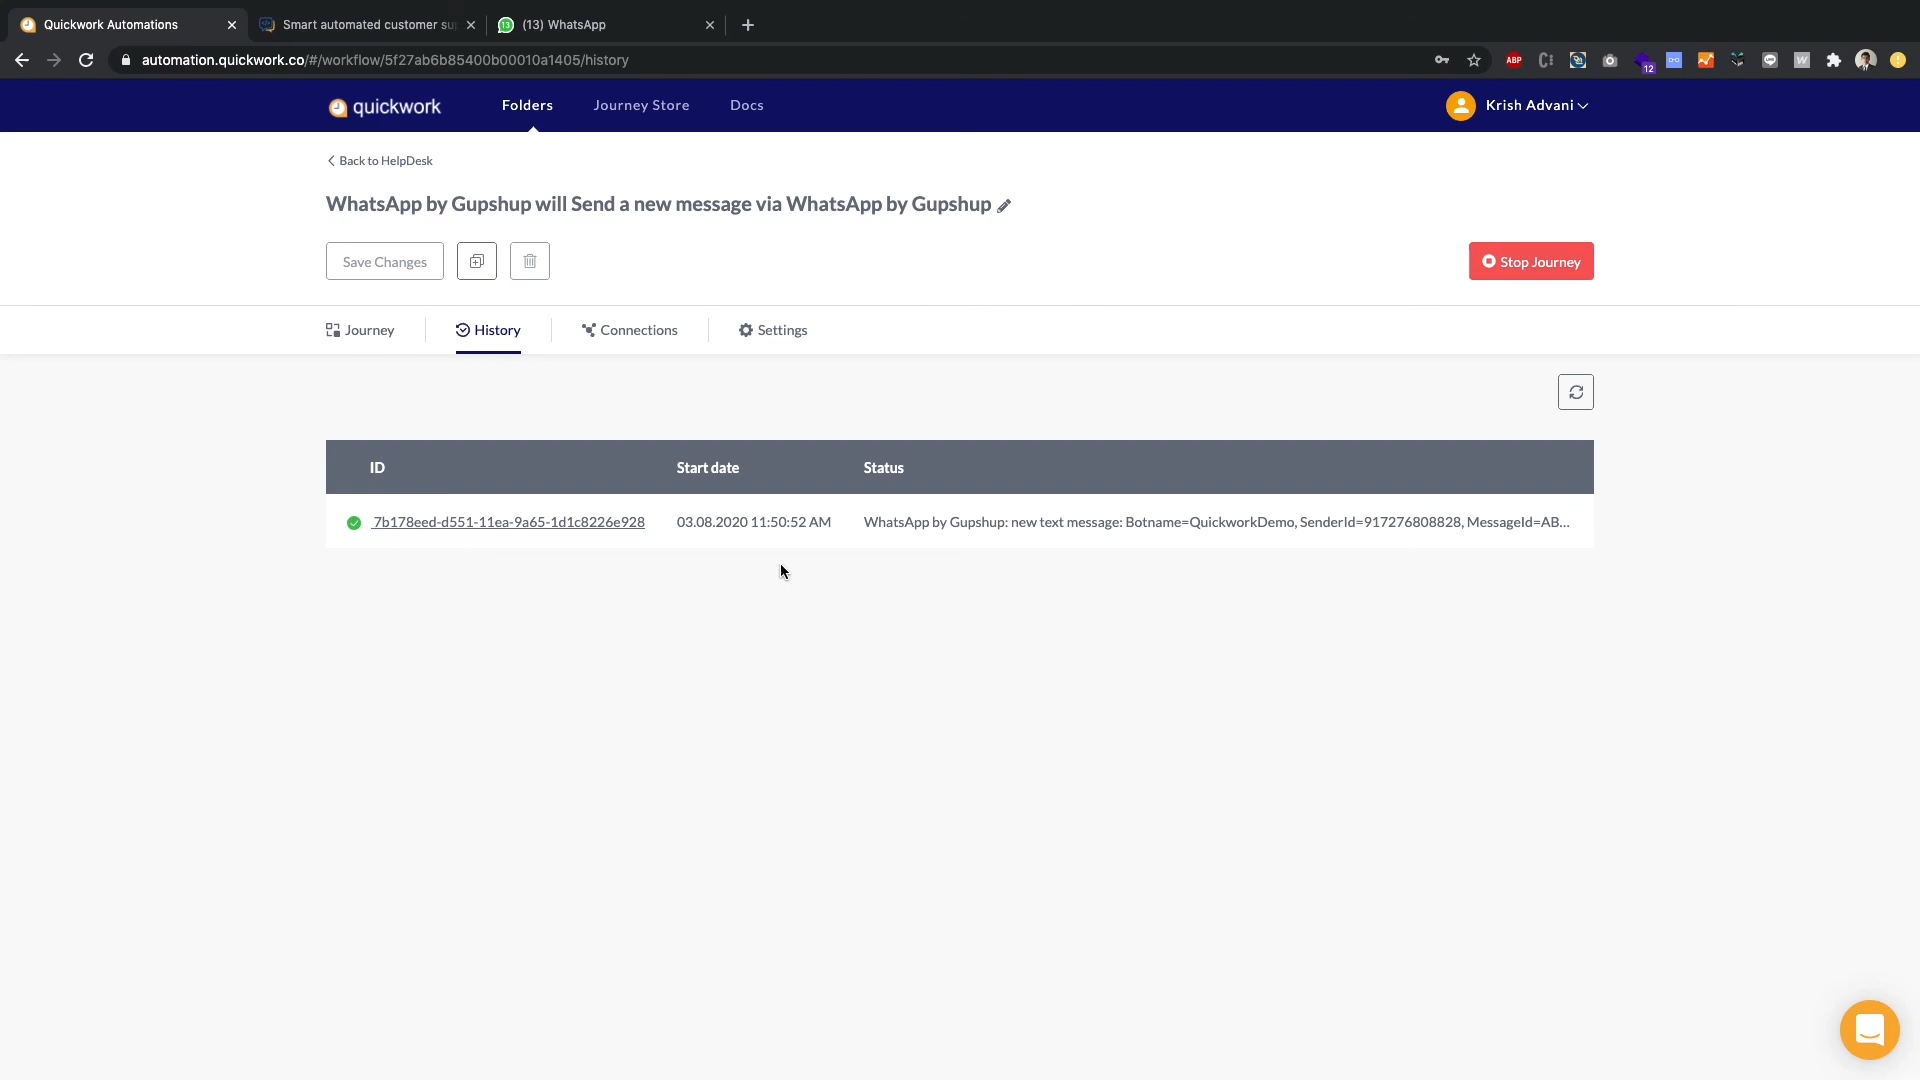 Quickwork Automations
Smart automated customer su
(13) WhatsApp
automation.quickwork.co/#/workflow/5f27ab6b85400b00010a1405/history
ABP
12
W
quickwork
Folders
Journey Store
Docs
Krish Advani
Back to HelpDesk
WhatsApp by Gupshup will Send a new message via WhatsApp by Gupshup
Save Changes
Stop Journey
Journey
History
Connections
Settings
ID
Start date
Status
7b178eed-d551-11ea-9a65-1d1c8226e928
03.08.2020 11:50:52 AM
WhatsApp by Gupshup: new text message: Botname=QuickworkDemo, SenderId=917276808828, MessageId=AB...